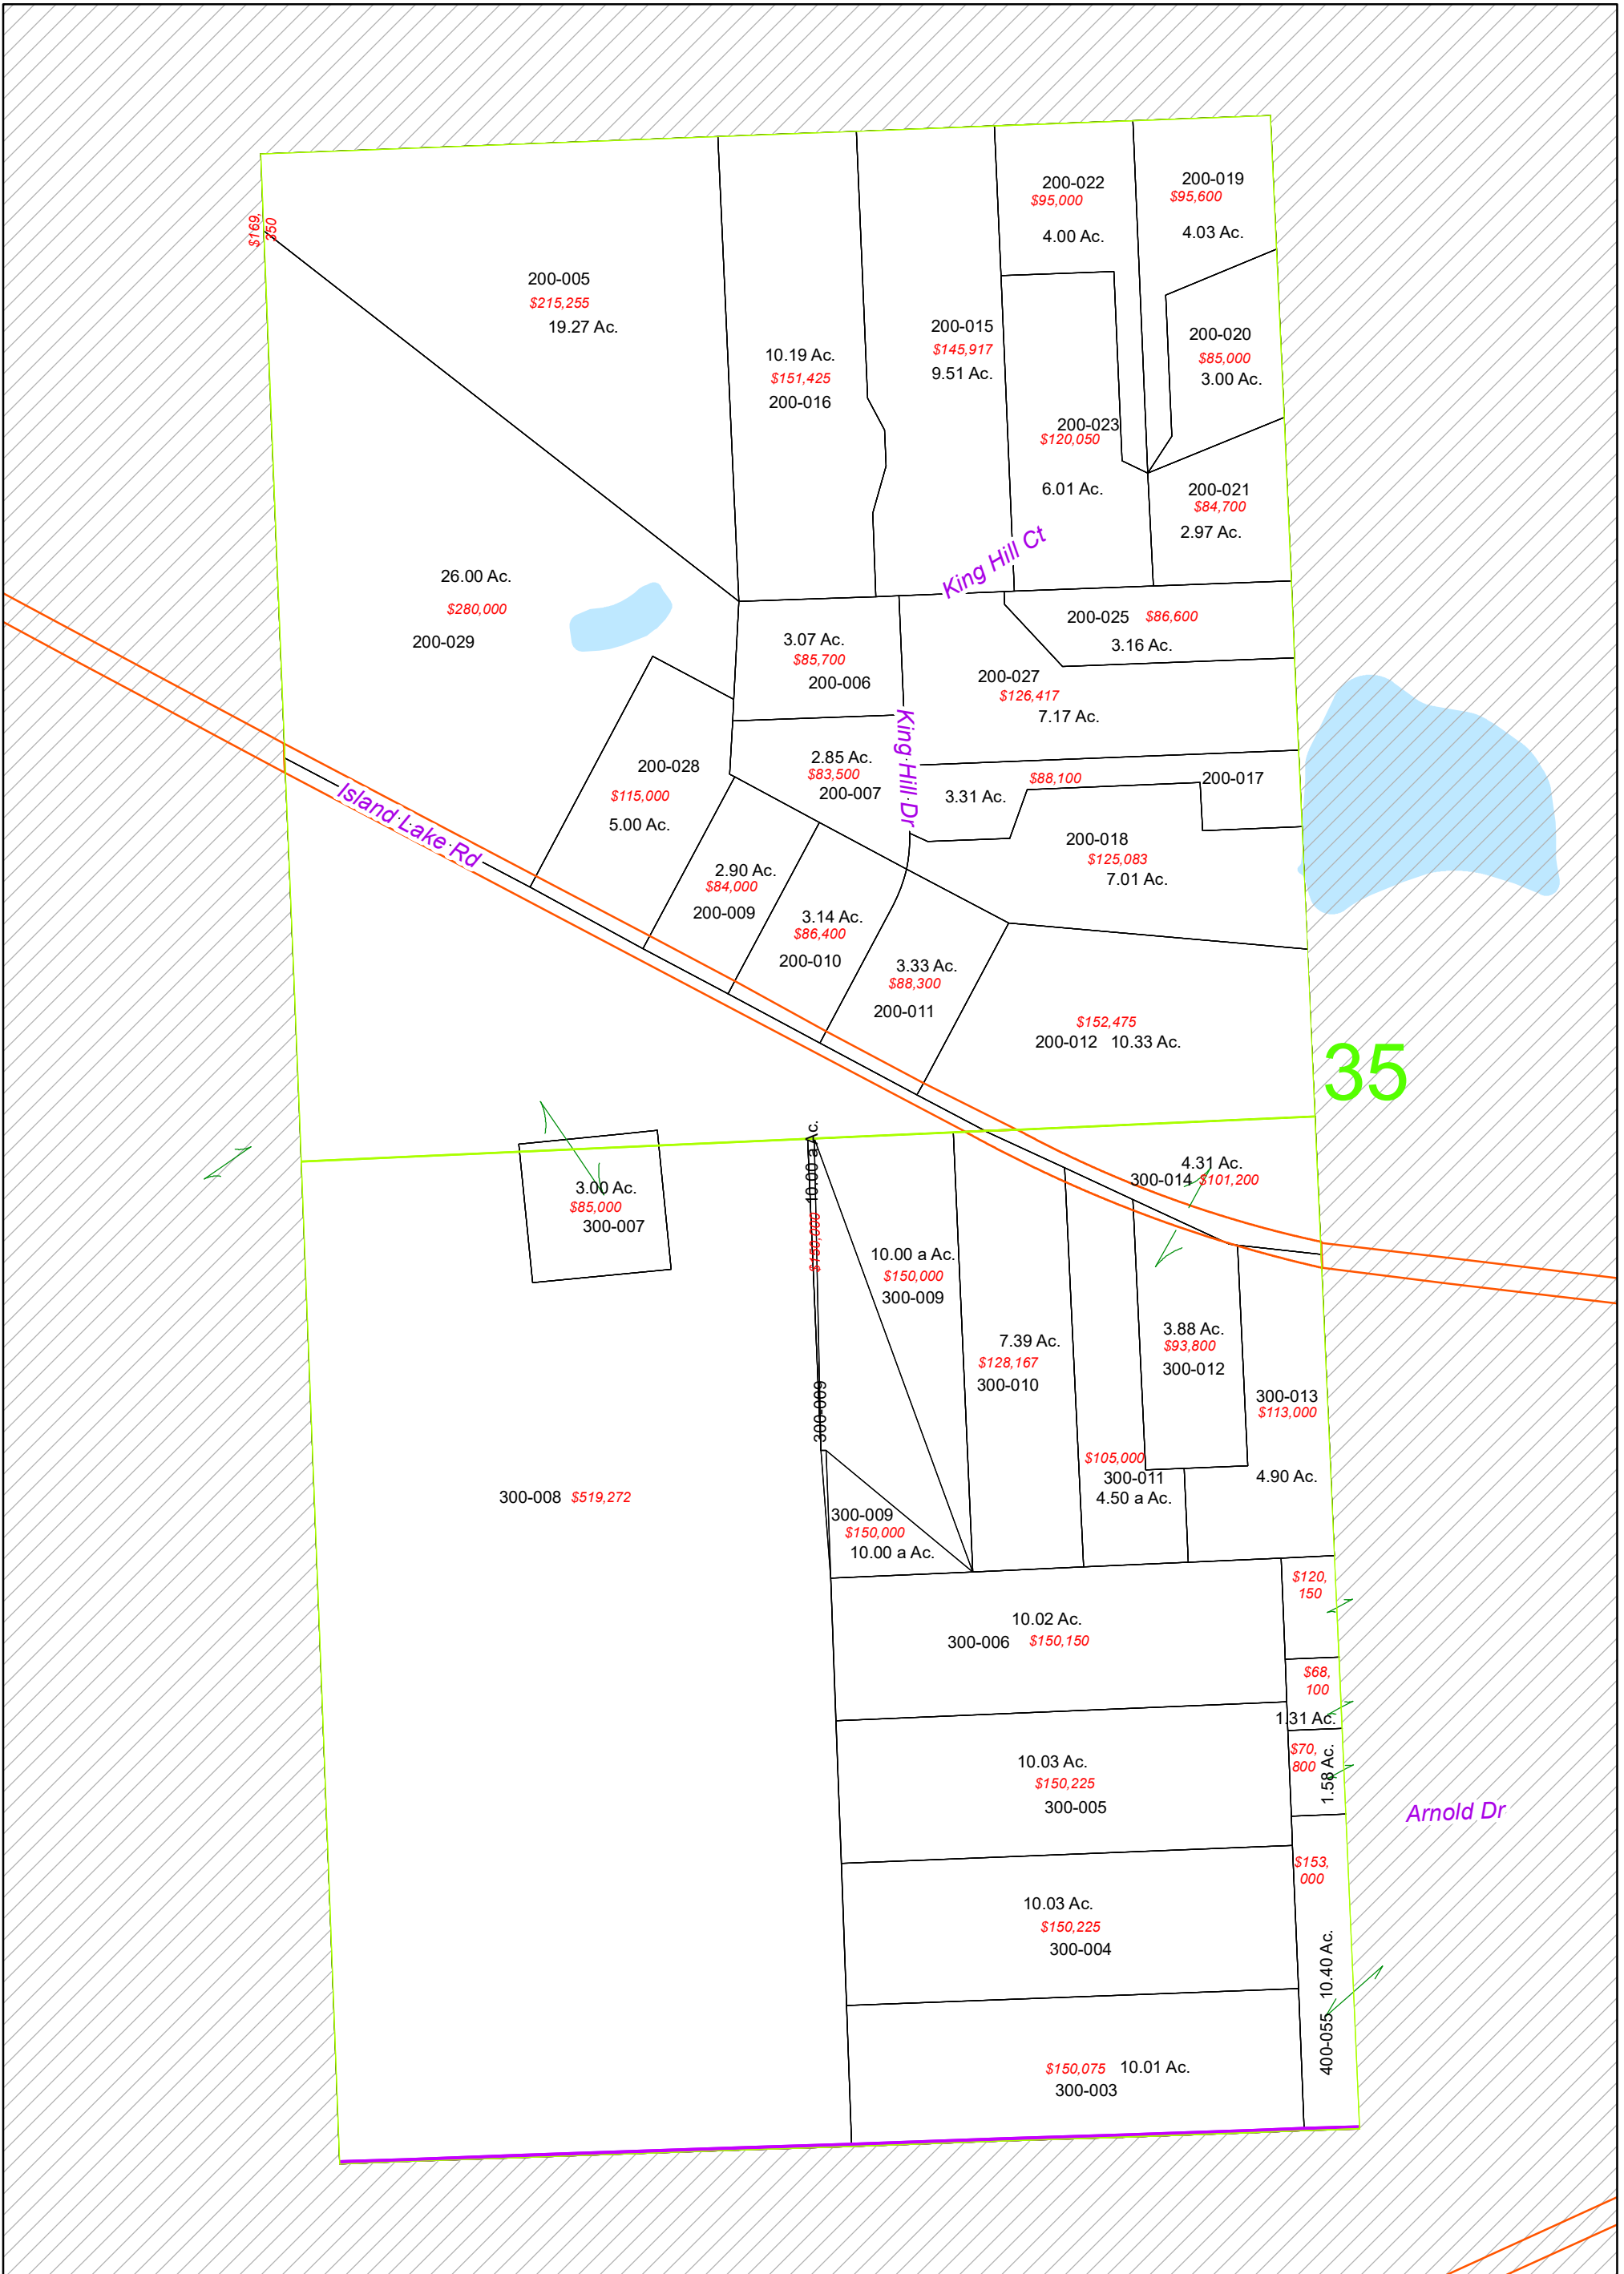 200-022
$95,000
4.00 Ac.
200-019
$95,600
4.03 Ac.
$169,
350
200-005
$215,255
19.27 Ac.
10.19 Ac.
$151,425
200-016
200-015
$145,917
9.51 Ac.
200-020
$85,000
3.00 Ac.
200-023
$120,050
6.01 Ac.
200-021
$84,700
2.97 Ac.
King Hill Ct
26.00 Ac.
$280,000
200-029
3.07 Ac.
$85,700
200-006
200-025 $86,600
3.16 Ac.
200-027
$126,417
7.17 Ac.
King Hill Dr
200-028
$115,000
5.00 Ac.
2.85 Ac.
$83,500
200-007
3.31 Ac.
$88,100
200-017
Island Lake Rd
200-018
$125,083
7.01 Ac.
2.90 Ac.
$84,000
200-009
3.14 Ac.
$86,400
200-010
3.33 Ac.
$88,300
200-011
$152,475
200-012 10.33 Ac.
35
3.00 Ac.
$85,000
300-007
10.00 a Ac.
$150,000
300-009
4.31 Ac.
300-014 $101,200
10.00 a Ac.
$150,000
300-009
7.39 Ac.
$128,167
300-010
3.88 Ac.
$93,800
300-012
300-013
$113,000
4.90 Ac.
$105,000
300-011
4.50 a Ac.
300-008 $519,272
300-009
$150,000
10.00 a Ac.
$120,
150
10.02 Ac.
300-006 $150,150
$68,
100
1.31 Ac.
10.03 Ac.
$150,225
300-005
$70,
800
1.58 Ac.
Arnold Dr
10.03 Ac.
$150,225
300-004
$153,
000
400-055 10.40 Ac.
$150,075 10.01 Ac.
300-003